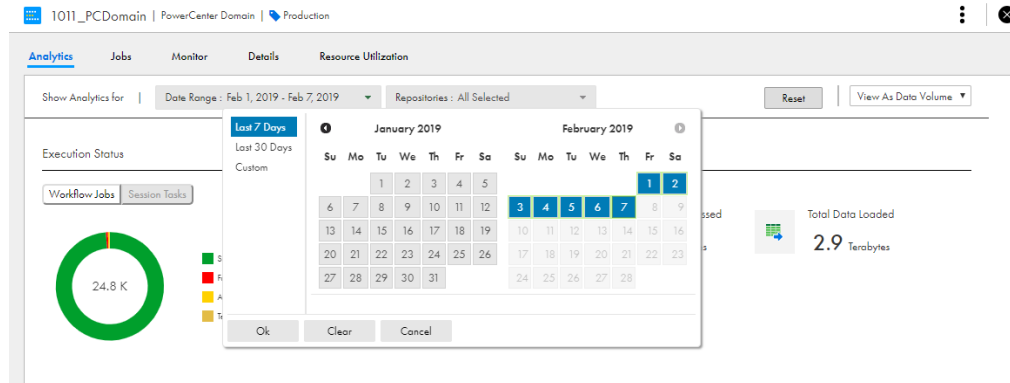 1011_PCDomain | PowerCenter Domain | Production
Analytics Jobs Monitor Details Resource Utilization
Show Analytics for | Date Range : Feb 1, 2019 - Feb 7, 2019 Repositories : All Selected Reset View As Data Volume
Last 7 Days
Last 30 Days
Custom
January 2019
Su Mo Tu We Th Fr Sa
1 2 3 4 5
6 7 8 9 10 11 12
13 14 15 16 17 18 19
20 21 22 23 24 25 26
27 28 29 30 31
February 2019
Su Mo Tu We Th Fr Sa
1 2
3 4 5 6 7 8 9
10 11 12 13 14 15 16
17 18 19 20 21 22 23
24 25 26 27 28
Ok Clear Cancel
Execution Status
Workflow Jobs Session Tasks
24.8 K
Total Data Loaded
2.9 Terabytes